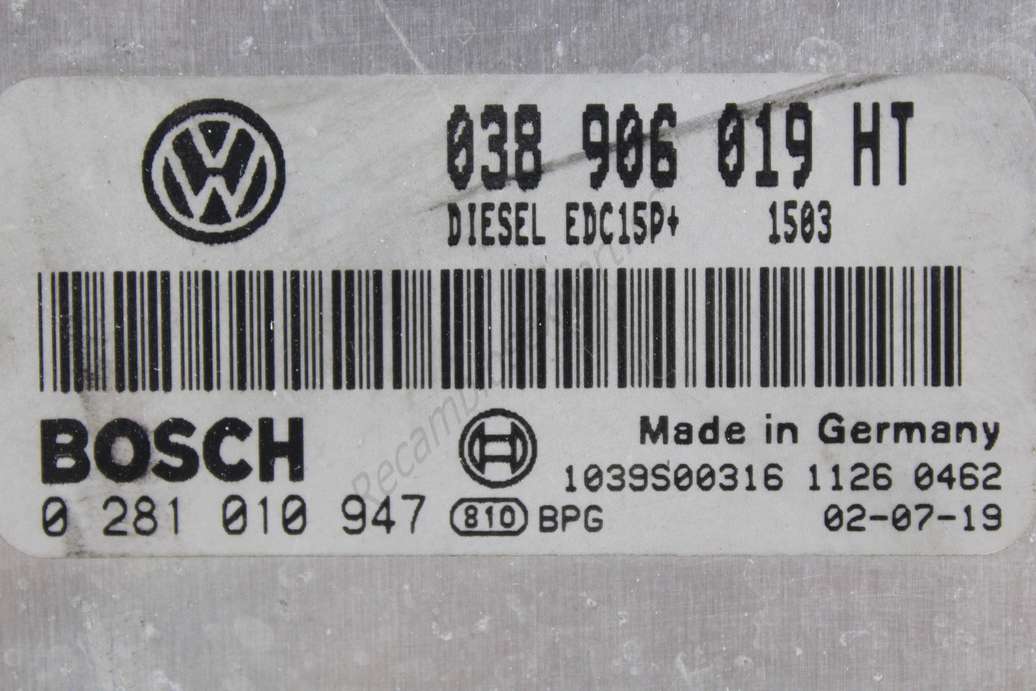 038 906 019 HT
DIESEL EDC15P+ 1503
BOSCH
Made in Germany
1039S00316 1126 0462
0 281 010 947 810 BPG 02-07-19